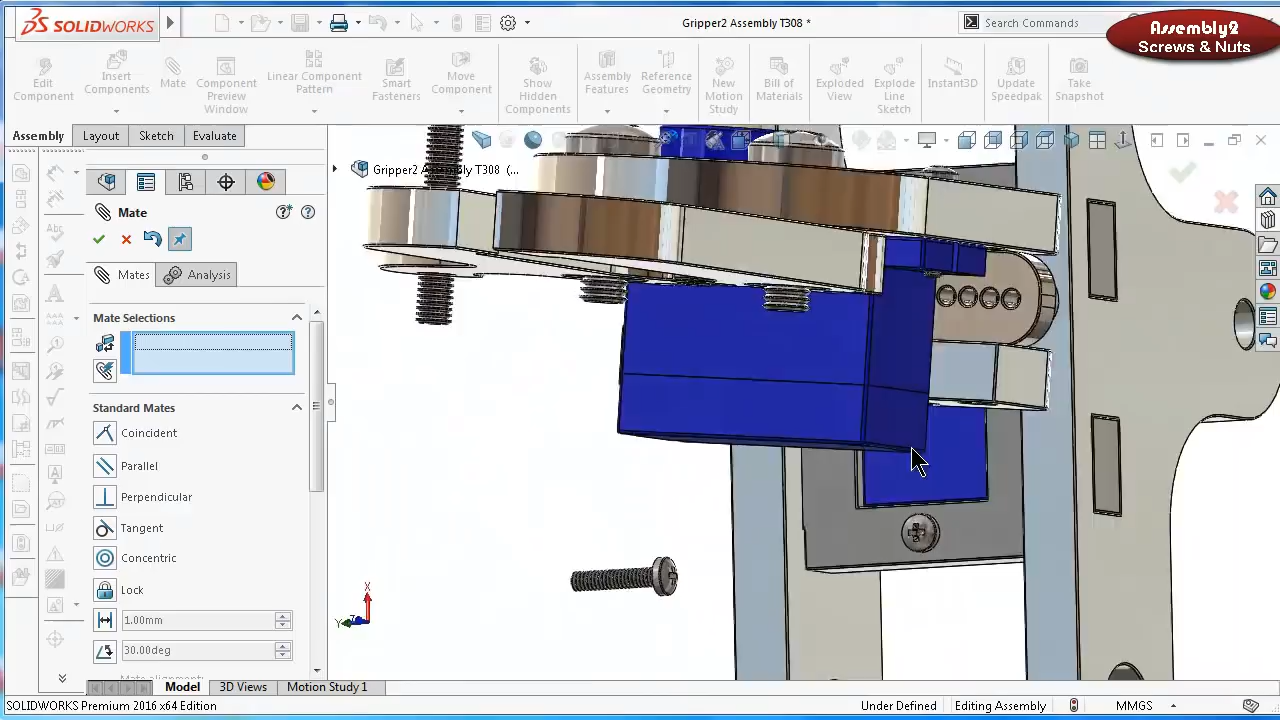 SOLIDWORKS
Gripper2 Assembly T308 *
Search Commands
Assembly2
Screws & Nuts
Edit Component
Insert Components
Mate
Component Preview Window
Linear Component Pattern
Smart Fasteners
Move Component
Show Hidden Components
Assembly Features
Reference Geometry
New Motion Study
Bill of Materials
Exploded View
Explode Line Sketch
Instant3D
Update Speedpak
Take Snapshot
Assembly
Layout
Sketch
Evaluate
Gripper2 Assembly T308 (...
Mate
Mates
Analysis
Mate Selections
Standard Mates
Coincident
Parallel
Perpendicular
Tangent
Concentric
Lock
1.00mm
30.00deg
X
Y
Z
Model
3D Views
Motion Study 1
SOLIDWORKS Premium 2016 x64 Edition
Under Defined
Editing Assembly
MMGS